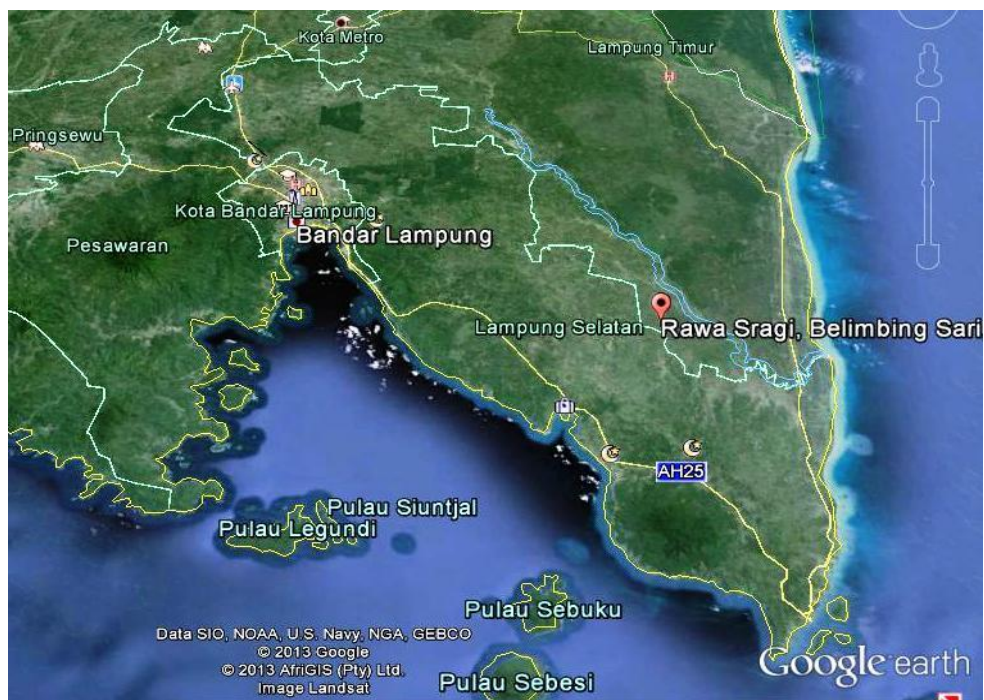 Kota Metro
Lampung Timur
Pringsewu
Kota Bandar Lampung
Bandar Lampung
Pesawaran
Lampung Selatan
Rawa Sragi, Belimbing Sari,
AH25
Pulau Siuntjal
Pulau Legundi
Pulau Sebuku
Data SIO, NOAA, U.S. Navy, NGA, GEBCO
© 2013 Google
© 2013 AfriGIS (Pty) Ltd.
Image Landsat
Pulau Sebesi
Google earth